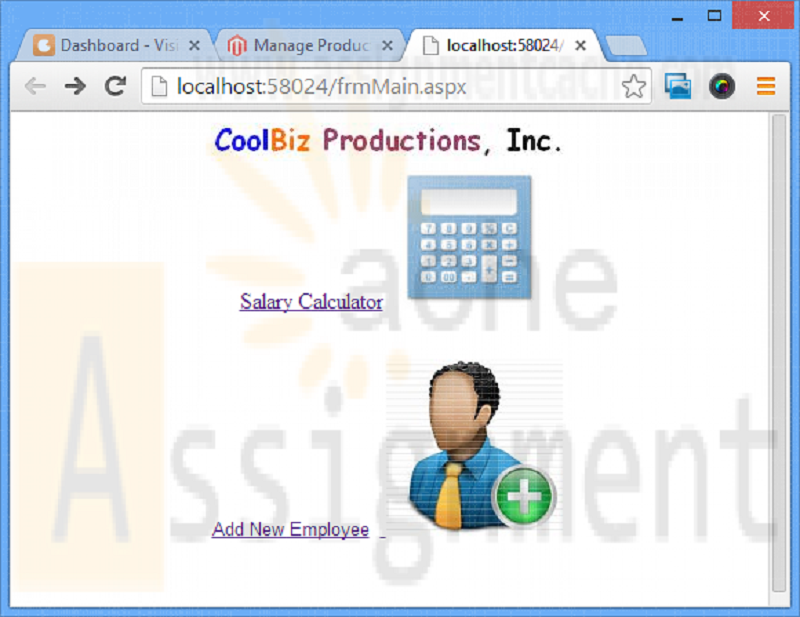 Dashboard - Visi
Manage Produc
localhost:58024/
localhost:58024/frmMain.aspx
CoolBiz Productions, Inc.
Salary Calculator
Add New Employee
Assignment
ache